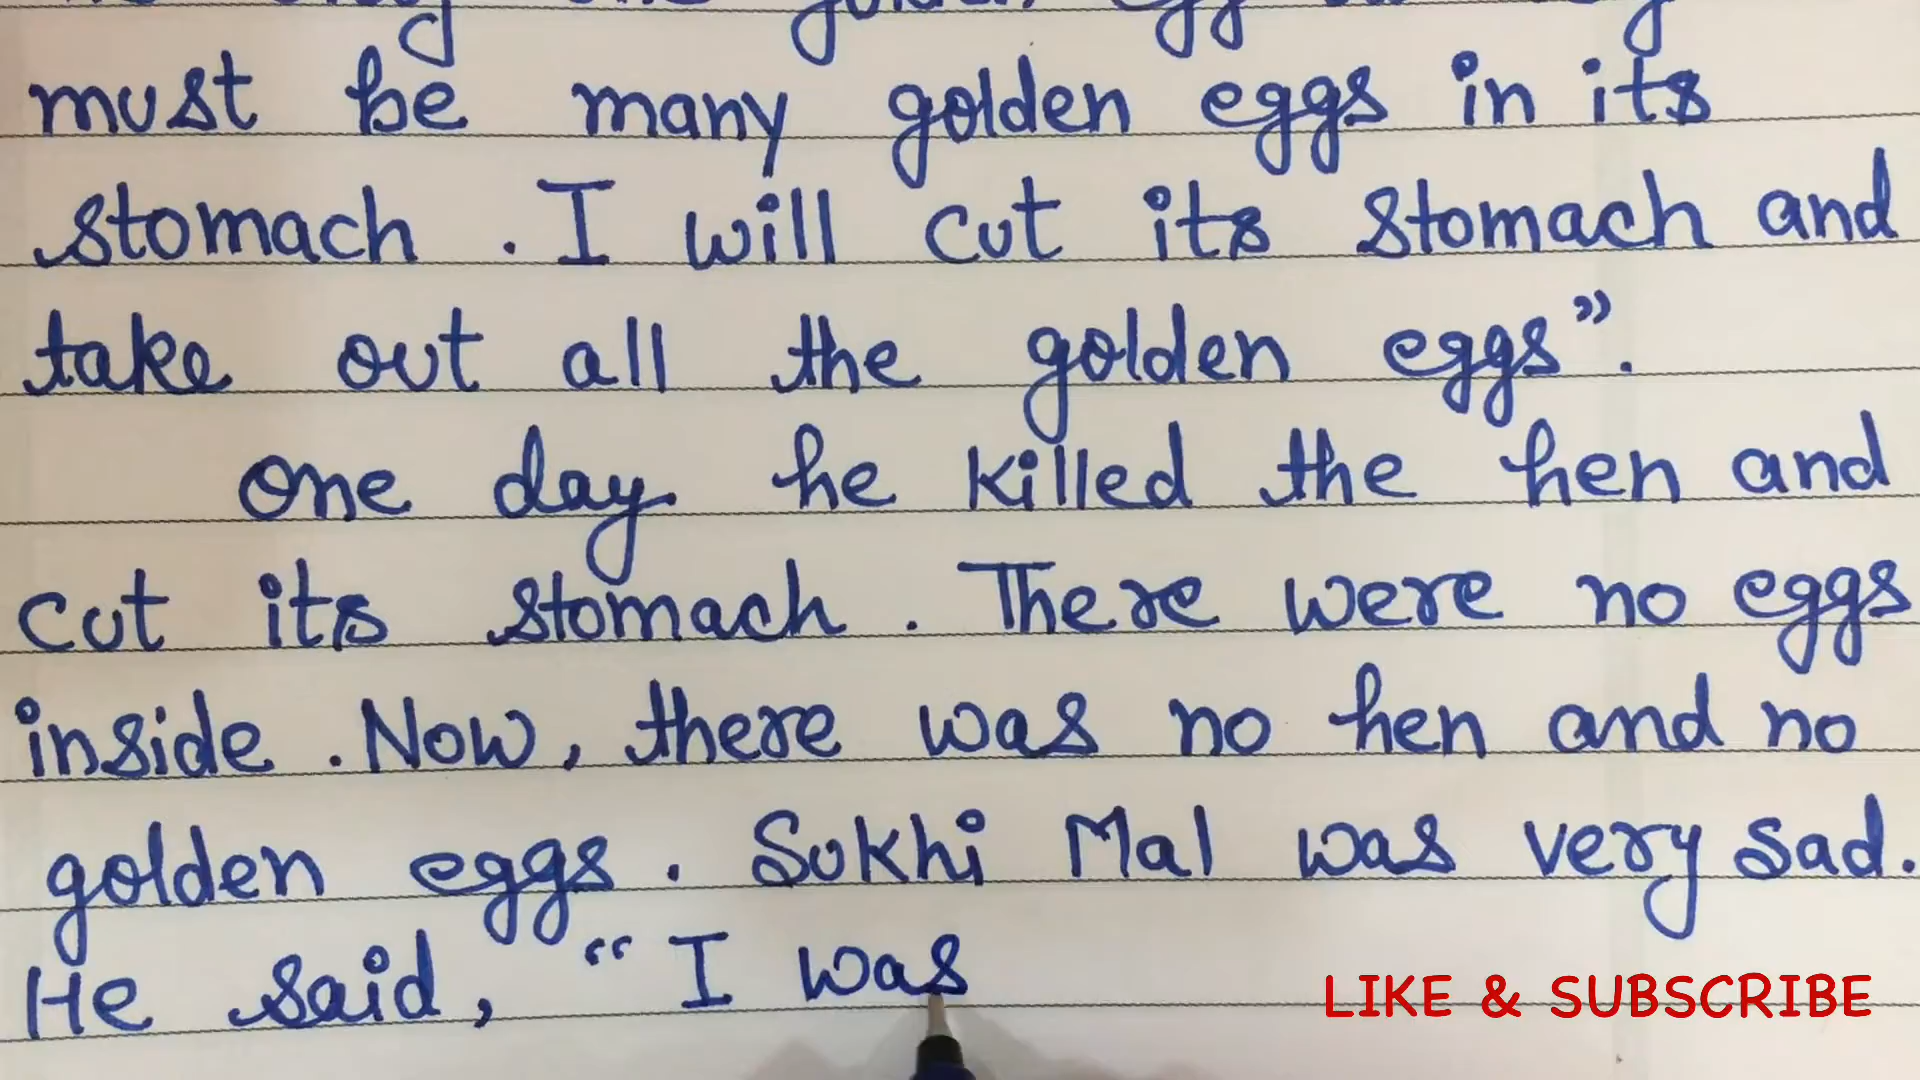 golden egg
must be many golden eggs in its
stomach . I will cut its stomach and
take out all the golden eggs”.
One day he killed the hen and
cut its stomach . There were no eggs
inside . Now, there was no hen and no
golden eggs . Sukhi Mal was very sad.
He said, “ I was
LIKE & SUBSCRIBE